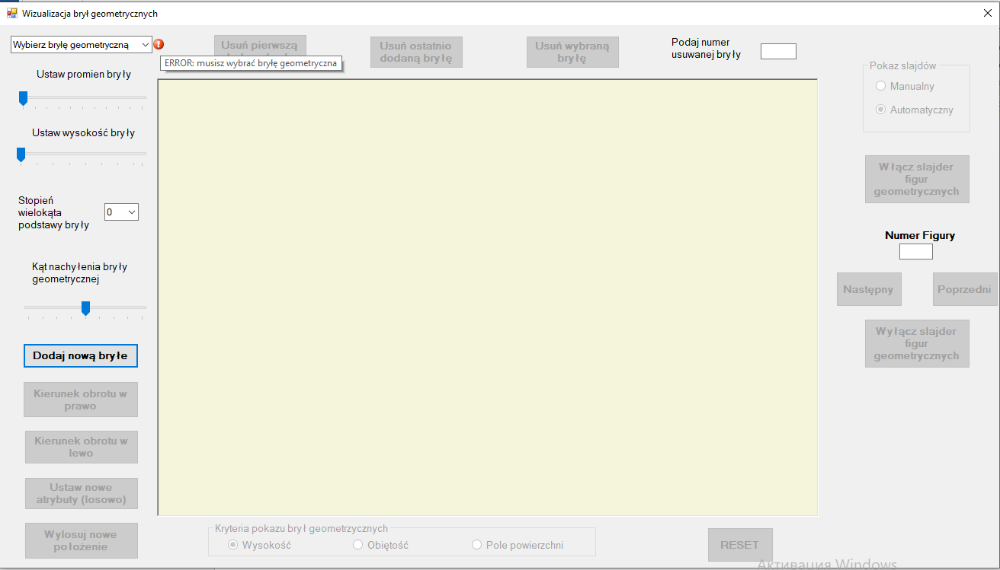 Wizualizacja brył geometrycznych
Wybierz bryłę geometryczną
Usuń pierwszą
Usuń ostatnio
dodaną bryłę
Usuń wybraną
bryłę
Podaj numer
usuwanej bryły
ERROR: musisz wybrać bryłę geometryczna
Ustaw promien bryły
Ustaw wysokość bryły
Stopień
wielokąta
podstawy bryły
0
Kąt nachylenia bryły
geometrycznej
Dodaj nową bryłe
Kierunek obrotu w
prawo
Kierunek obrotu w
lewo
Ustaw nowe
atrybuty (losowo)
Wylosuj nowe
położenie
Pokaz slajdów
Manualny
Automatyczny
Włącz slajder
figur
geometrycznych
Numer Figury
Następny
Poprzedni
Wyłącz slajder
figur
geometrycznych
Kryteria pokazu brył geometrzycznych
Wysokość
Objętość
Pole powierzchni
RESET
Активация Windows